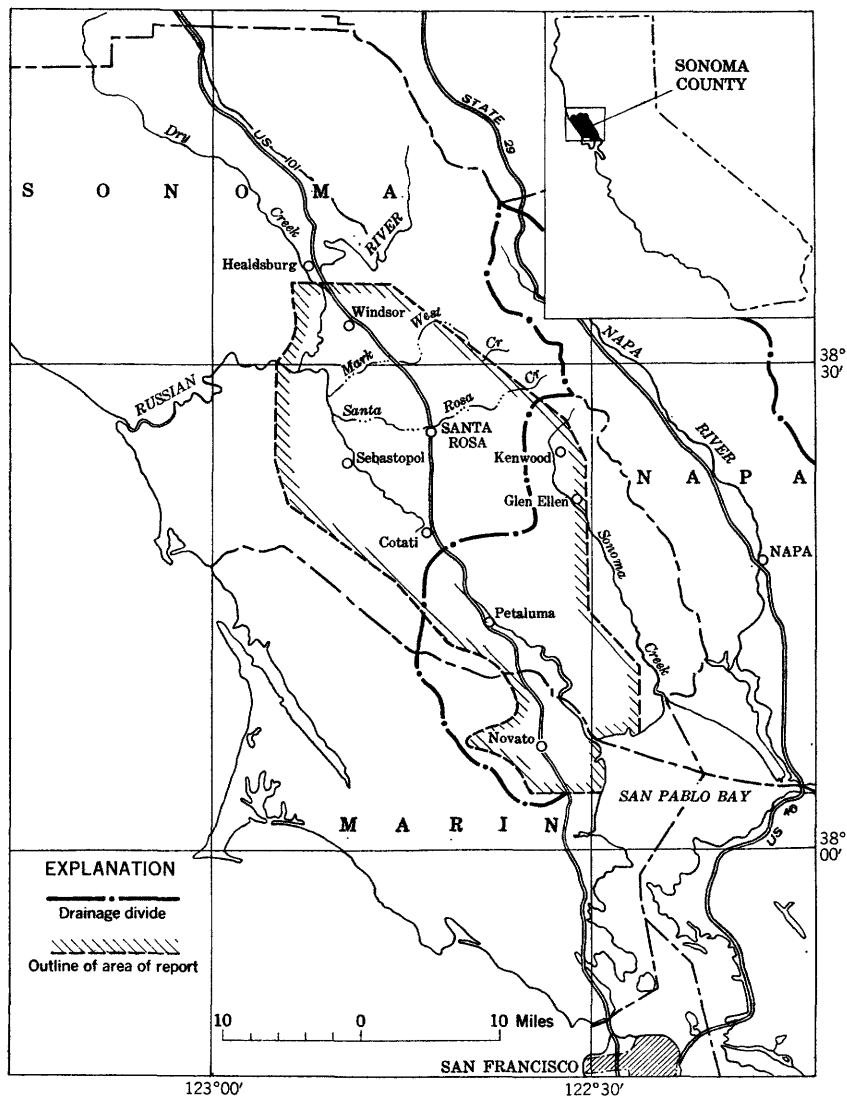 SONOMA
COUNTY
STATE 29
Dry
US 101
S O N O M A
Creek
RIVER
Healdsburg
Windsor
West
Mark
Cr
NAPA
38°
30'
RUSSIAN
Cr
Rosa
Santa
SANTA
ROSA
RIVER
Sebastopol
Kenwood
N A P A
Glen Ellen
Cotati
Sonoma
NAPA
Petaluma
Creek
Novato
SAN PABLO BAY
M A R I N
US 40
38°
00'
EXPLANATION
Drainage divide
Outline of area of report
10 0 10 Miles
SAN FRANCISCO
123°00' 122°30'